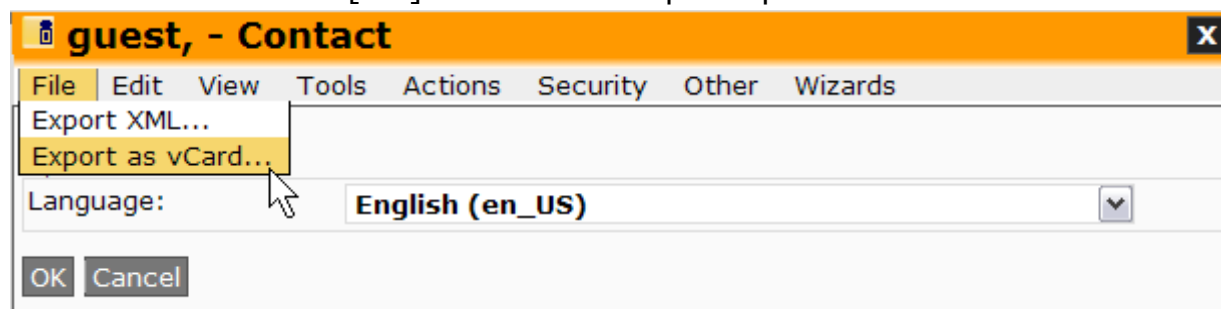 guest, - Contact X
File Edit View Tools Actions Security Other Wizards
Export XML...
Export as vCard...
Language: English (en_US)
OK Cancel